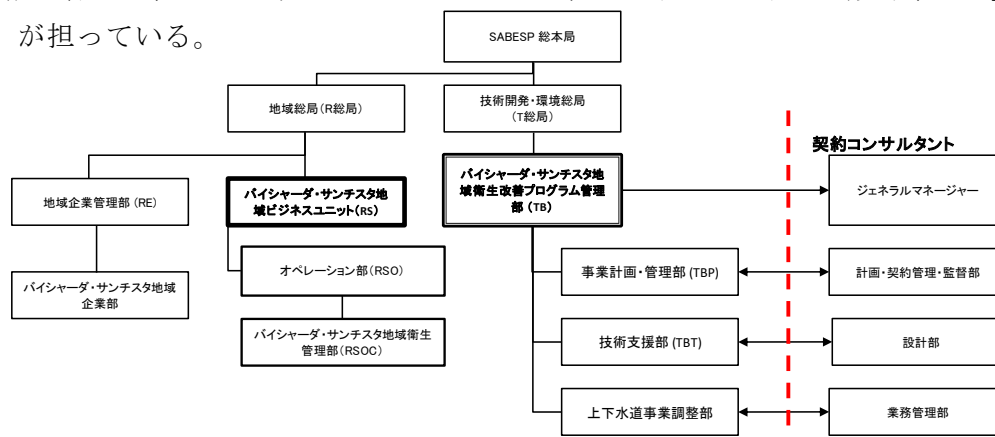 が担っている。
SABESP 総本局
地域総局(R総局)
技術開発・環境総局
(T総局)
契約コンサルタント
地域企業管理部(RE)
バイシャーダ・サンチスタ地
域ビジネスユニット(RS)
バイシャーダ・サンチスタ地
域衛生改善プログラム管理
部(TB)
ジェネラルマネージャー
バイシャーダ・サンチスタ地域
企業部
オペレーション部(RSO)
事業計画・管理部(TBP)
計画・契約管理・監督部
バイシャーダ・サンチスタ地域衛生
管理部(RSOC)
技術支援部(TBT)
設計部
上下水道事業調整部
業務管理部